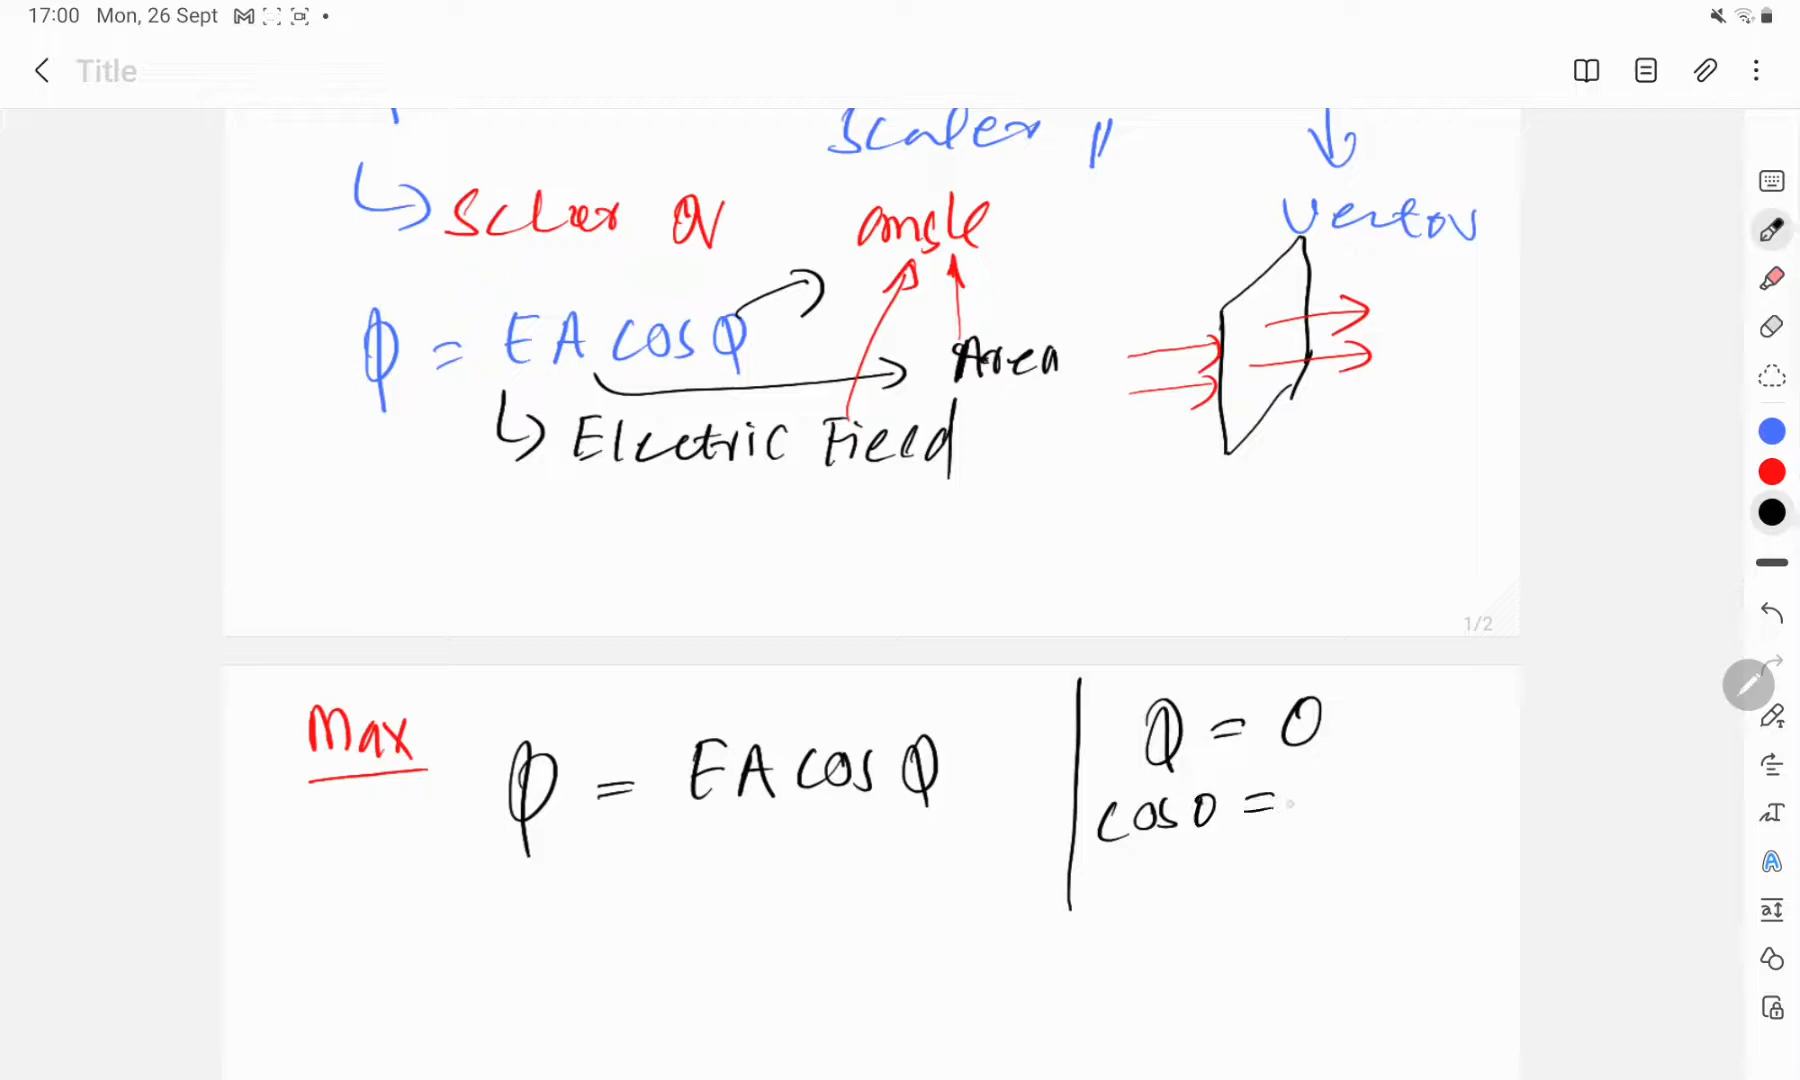 17:00 Mon, 26 Sept
Title
Scaler
Scler Q angle
Vector
φ = EA cos φ
Area
Electric Field
1/2
Max
φ = EA cos φ
φ = 0
cos 0 =